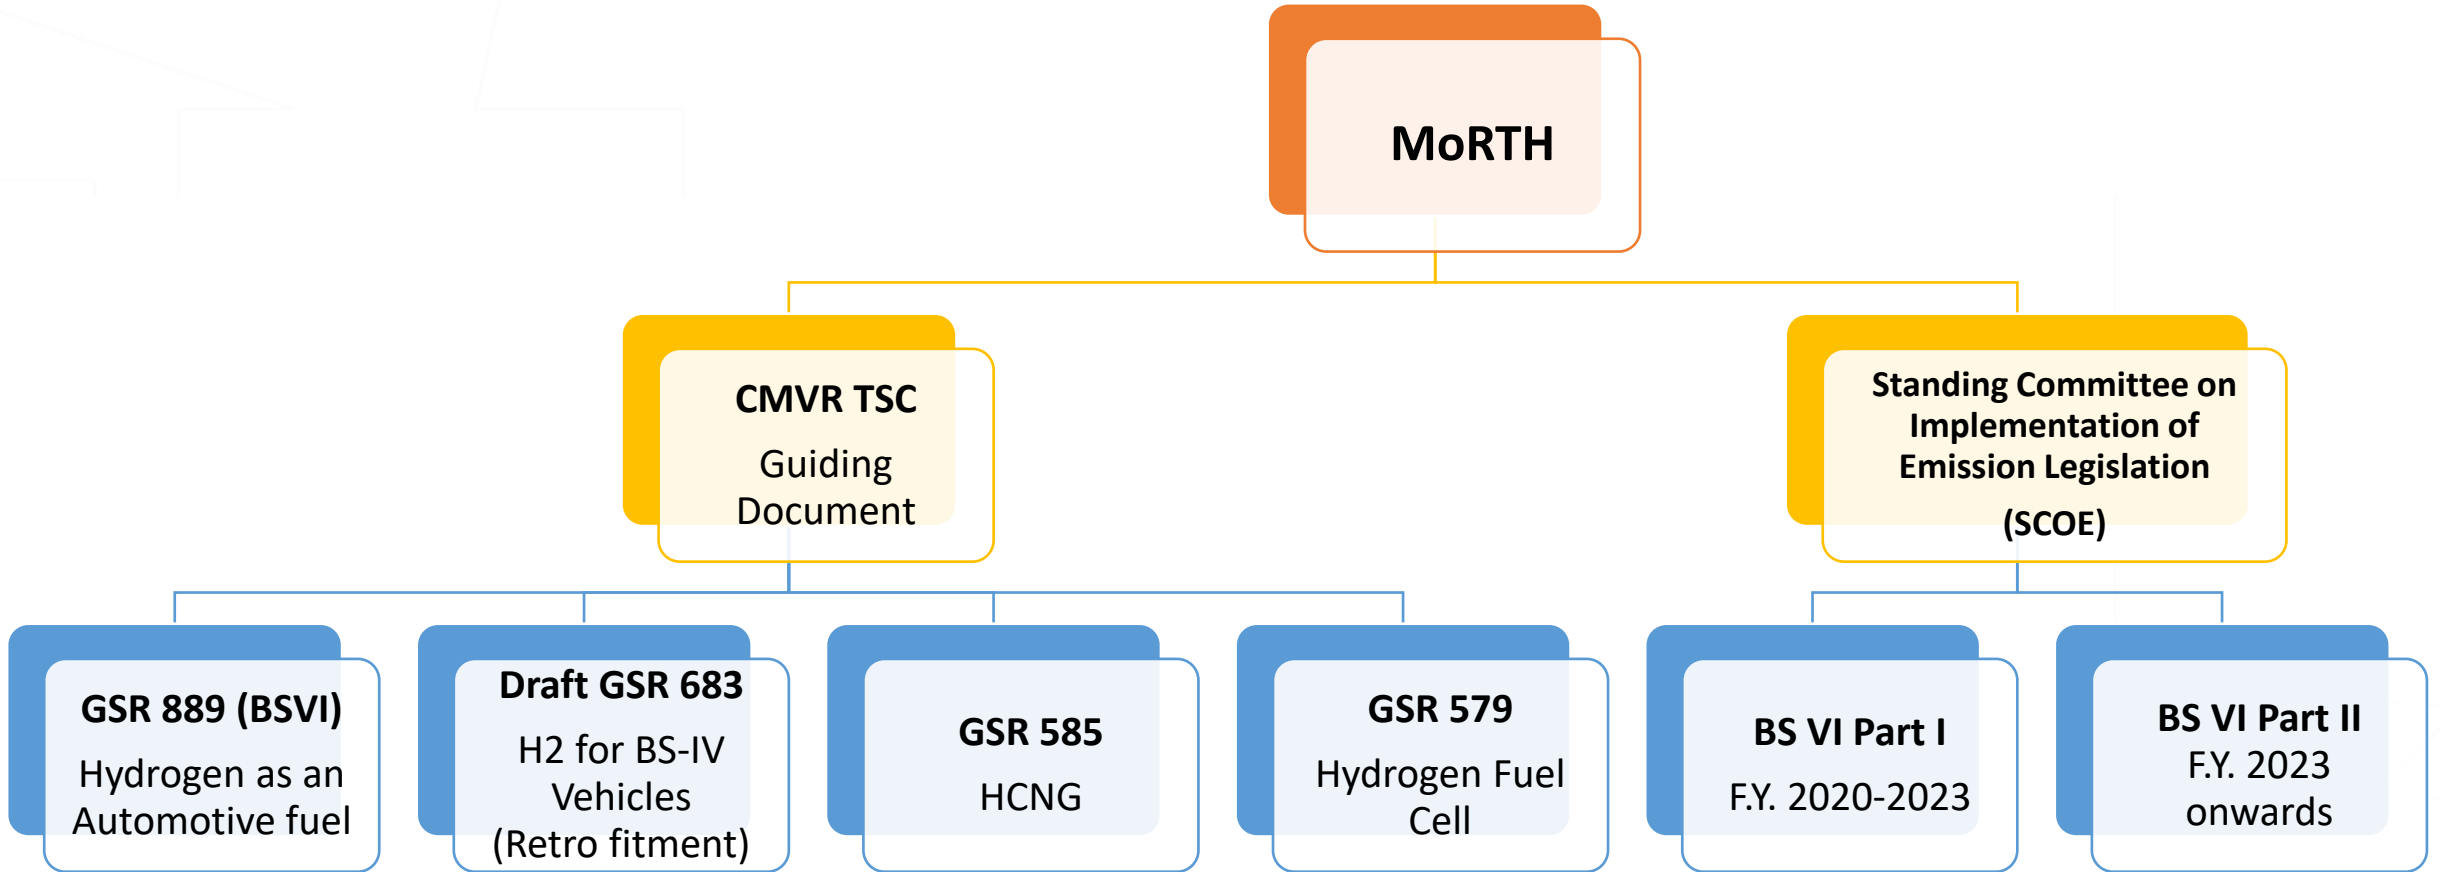 MoRTH
CMVR TSC
Guiding
Document
Standing Committee on
Implementation of
Emission Legislation
(SCOE)
GSR 889 (BSVI)
Hydrogen as an
Automotive fuel
Draft GSR 683
H2 for BS-IV
Vehicles
(Retro fitment)
GSR 585
HCNG
GSR 579
Hydrogen Fuel
Cell
BS VI Part I
F.Y. 2020-2023
BS VI Part II
F.Y. 2023
onwards